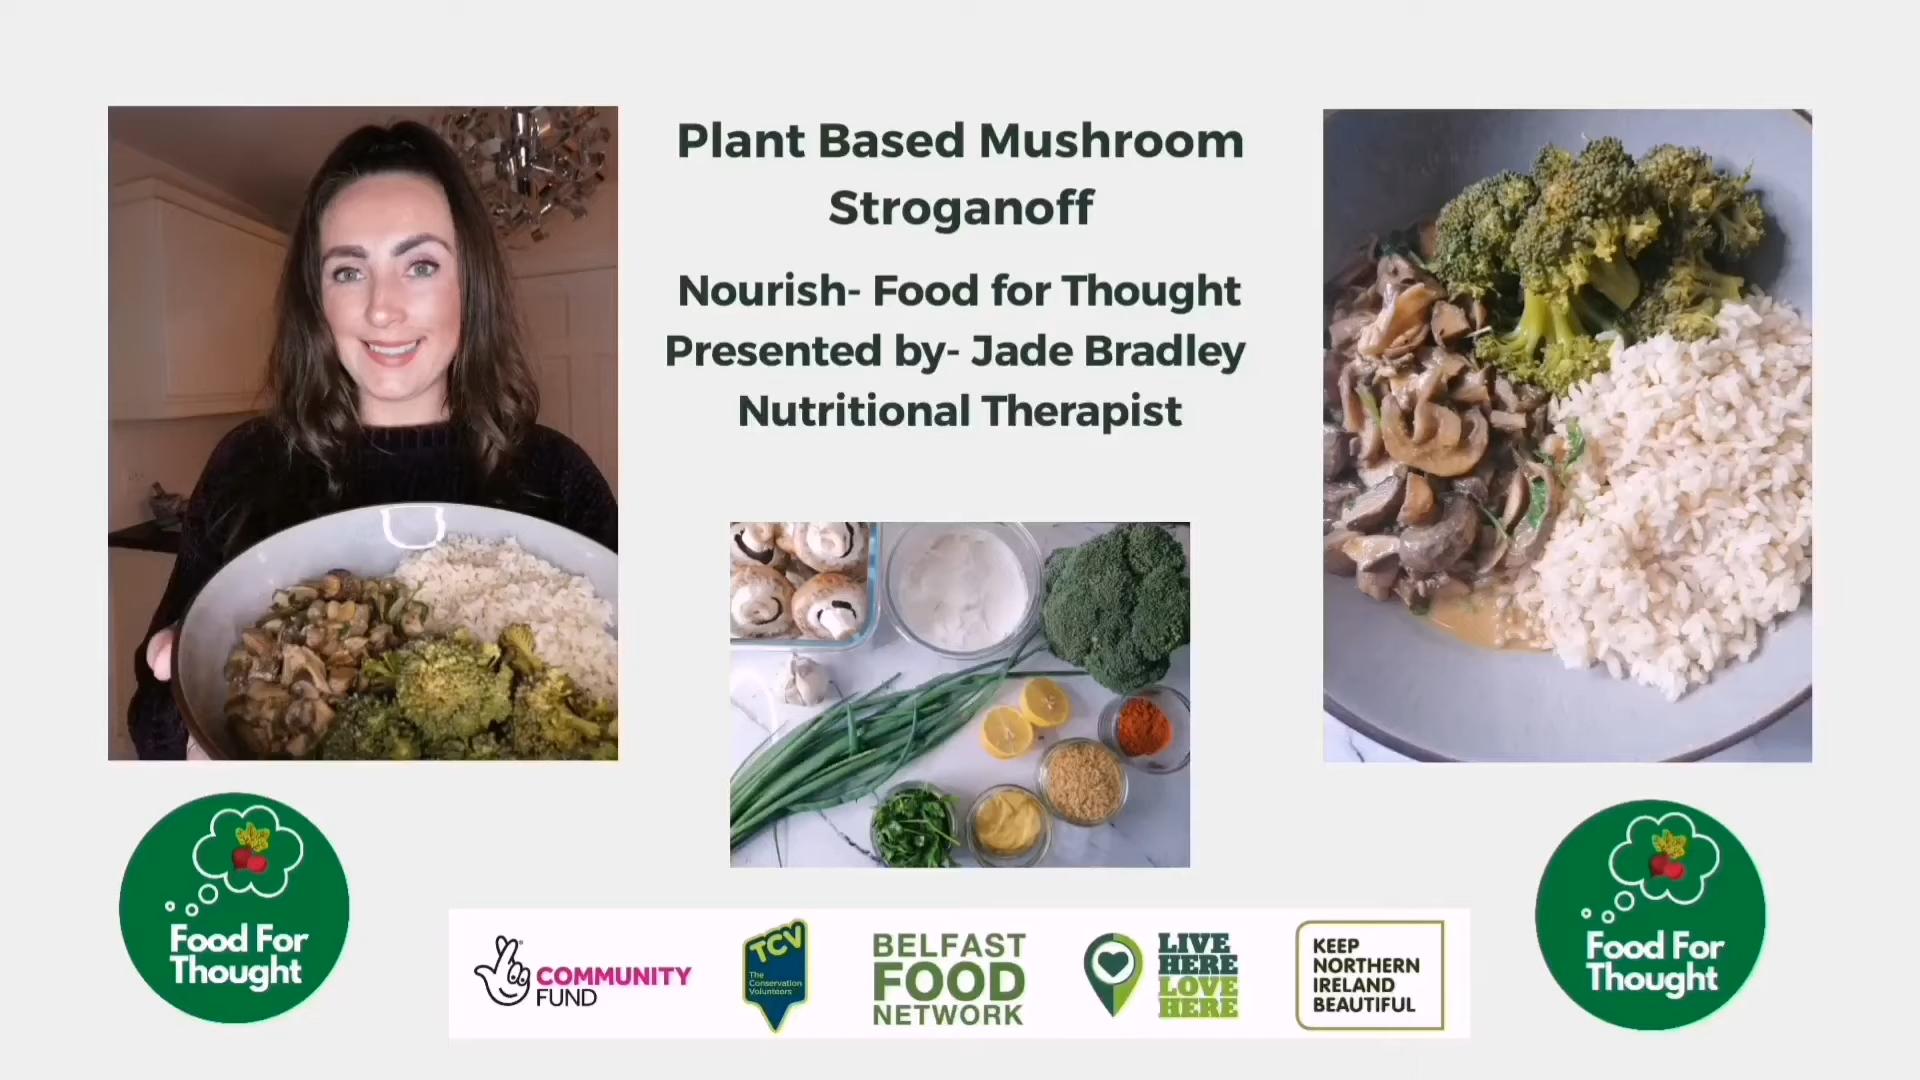 Plant Based Mushroom
Stroganoff
Nourish- Food for Thought
Presented by- Jade Bradley
Nutritional Therapist
Food For
Thought
COMMUNITY
FUND
TCV
The
Conservation
Volunteers
BELFAST
FOOD
NETWORK
LIVE
HERE
LOVE
HERE
KEEP
NORTHERN
IRELAND
BEAUTIFUL
Food For
Thought